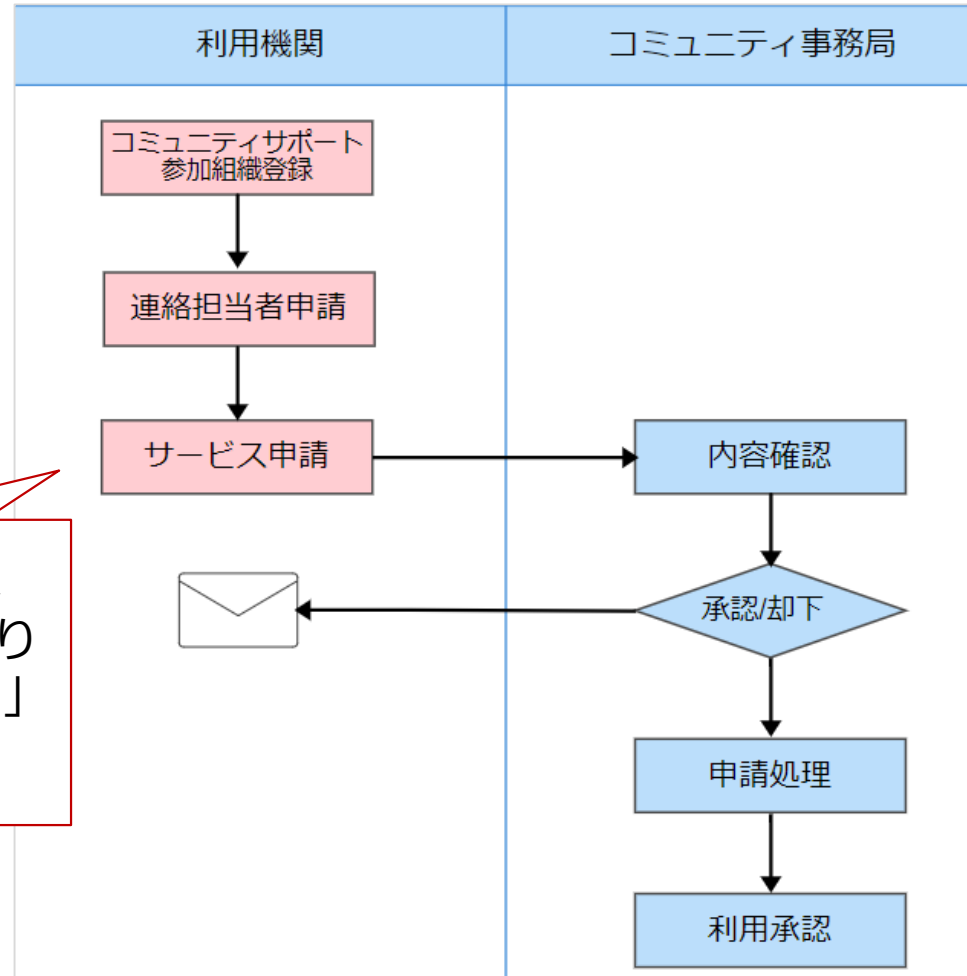 利用機関
コミュニティ事務局
コミュニティサポート
参加組織登録
連絡担当者申請
サービス申請
内容確認
り
」
承認/却下
申請処理
利用承認